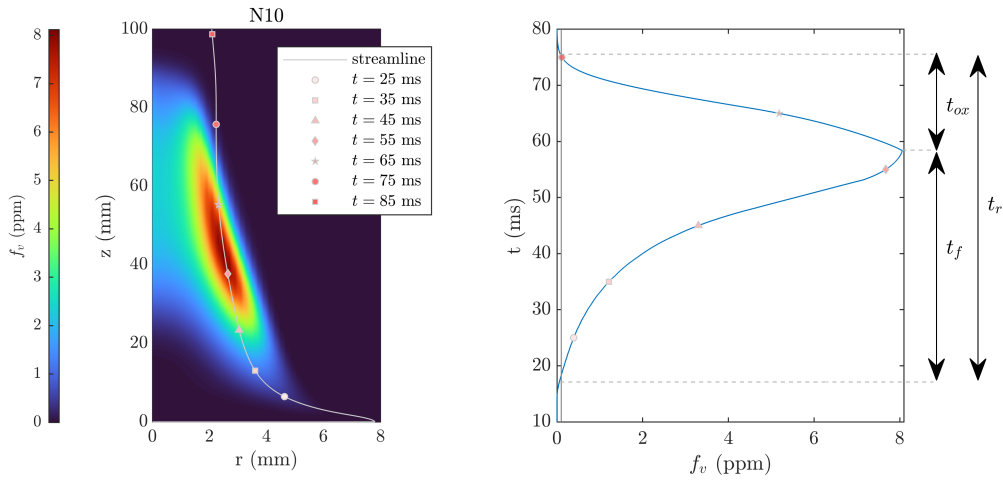 N10
8
7
6
5
4
3
2
1
0
f_v (ppm)
100
80
60
40
20
0
z (mm)
0 2 4 6 8
r (mm)
streamline
t = 25 ms
t = 35 ms
t = 45 ms
t = 55 ms
t = 65 ms
t = 75 ms
t = 85 ms
80
70
60
50
40
30
20
10
t (ms)
0 2 4 6 8
f_v (ppm)
t_ox
t_f
t_r